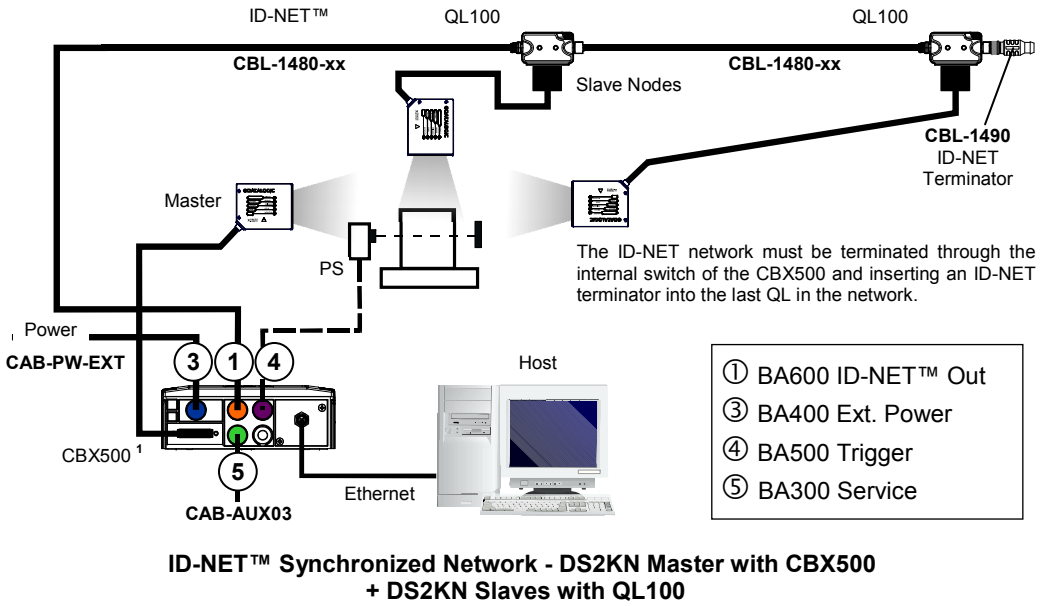 ID-NET™
QL100
QL100
CBL-1480-xx
CBL-1480-xx
Slave Nodes
CBL-1490
ID-NET
Terminator
DATALOGIC
DATALOGIC
DATALOGIC
Master
PS
The ID-NET network must be terminated through the
internal switch of the CBX500 and inserting an ID-NET
terminator into the last QL in the network.
Power
CAB-PW-EXT
3
1
4
Host
① BA600 ID-NET™ Out
③ BA400 Ext. Power
④ BA500 Trigger
⑤ BA300 Service
CBX500 1
5
Ethernet
CAB-AUX03
ID-NET™ Synchronized Network - DS2KN Master with CBX500
+ DS2KN Slaves with QL100